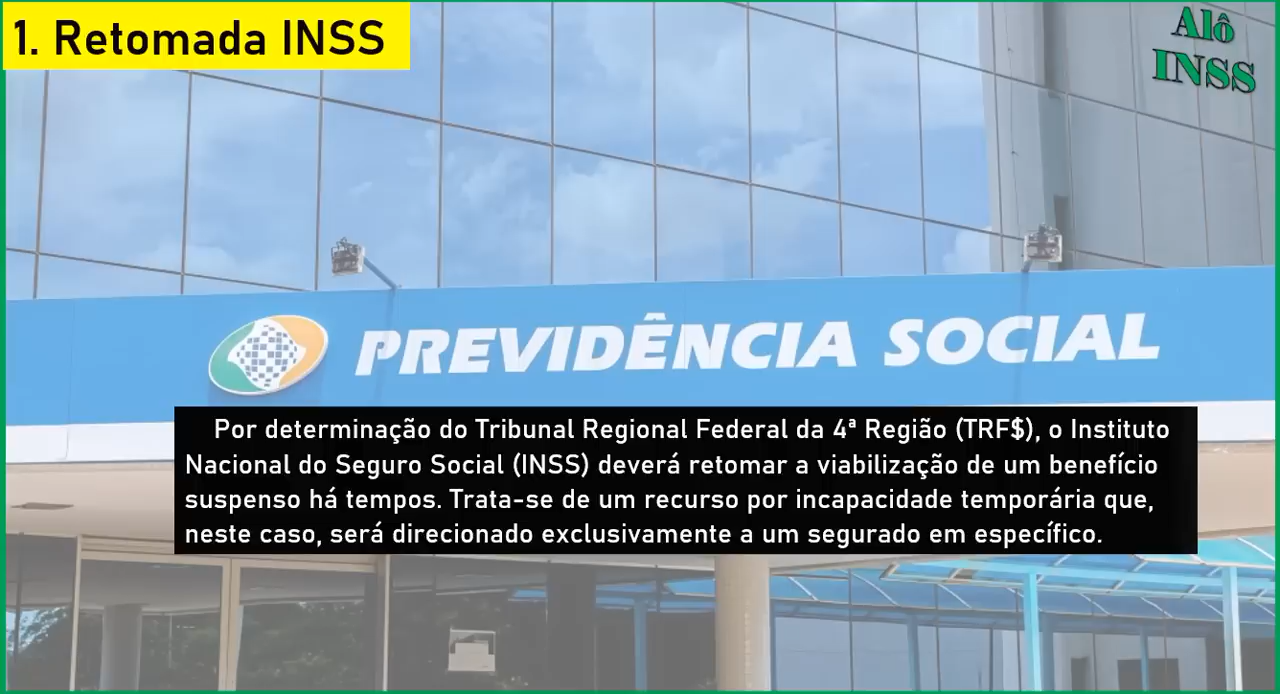 1. Retomada INSS
Alô
INSS
PREVIDÊNCIA SOCIAL
Por determinação do Tribunal Regional Federal da 4ª Região (TRF$), o Instituto
Nacional do Seguro Social (INSS) deverá retomar a viabilização de um benefício
suspenso há tempos. Trata-se de um recurso por incapacidade temporária que,
neste caso, será direcionado exclusivamente a um segurado em específico.